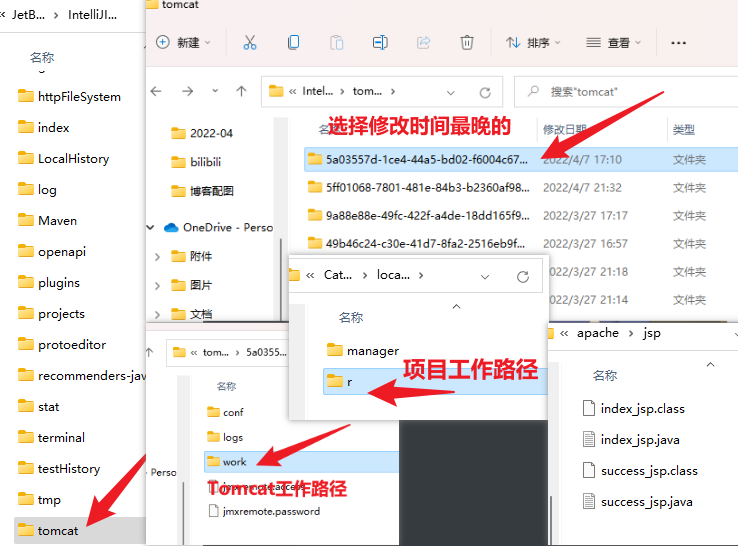 JetB...
IntelliJI...
名称
httpFileSystem
index
LocalHistory
log
Maven
openapi
plugins
projects
protoeditor
recommenders-jav
stat
terminal
testHistory
tmp
tomcat
tomcat
新建
排序
查看
Intel...
tom...
搜索"tomcat"
选择修改时间最晚的
修改日期
类型
2022-04
bilibili
博客配图
OneDrive - Perso
附件
图片
文档
5a03557d-1ce4-44a5-bd02-f6004c67...
2022/4/7 17:10
文件夹
5ff01068-7801-481e-84b3-b2360af98...
2022/4/7 21:32
文件夹
9a88e88e-49fc-422f-a4de-18dd165f9...
2022/3/27 17:17
文件夹
49b46c24-c30e-41d7-8fa2-2516eb9f...
2022/3/27 16:57
文件夹
/3/27 21:18
文件夹
/3/27 21:14
文件夹
Cat...
loca...
名称
manager
r
项目工作路径
tom...
5a0355...
名称
conf
logs
work
Tomcat工作路径
jmxremote.access
jmxremote.password
Persona
apache
jsp
名称
index_jsp.class
index_jsp.java
success_jsp.class
success_jsp.java